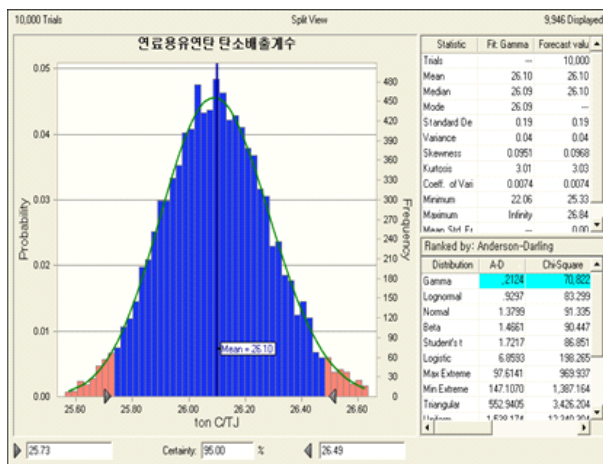 10,000 Trials Split View 9,946 Displayed
연료용유연탄 탄소배출계수
0.05
0.04
0.03
0.02
0.01
0.00
Probability
480
450
420
390
360
330
300
270
240
210
180
150
120
90
60
30
0
Frequency
Mean = 26.10
25.60 25.80 26.00 26.20 26.40 26.60
ton C/TJ
25.73 Certainty: 95.00 % 26.49
Statistic Fit: Gamma Forecast valu
Trials --- 10,000
Mean 26.10 26.10
Median 26.09 26.10
Mode 26.09 ---
Standard De 0.19 0.19
Variance 0.04 0.04
Skewness 0.0951 0.0968
Kurtosis 3.01 3.03
Coeff. of Vari 0.0074 0.0074
Minimum 22.06 25.33
Maximum Infinity 26.84
Mean Std. Er --- 0.00
Ranked by: Anderson-Darling
Distribution A-D Chi-Square
Gamma .2124 70.822
Lognormal .9297 83.299
Normal 1.3799 91.335
Beta 1.4661 90.447
Student's t 1.7217 86.851
Logistic 6.8593 198.265
Max Extreme 97.6141 969.937
Min Extreme 147.1070 1,387.164
Triangular 552.9405 3,426.204
Uniform